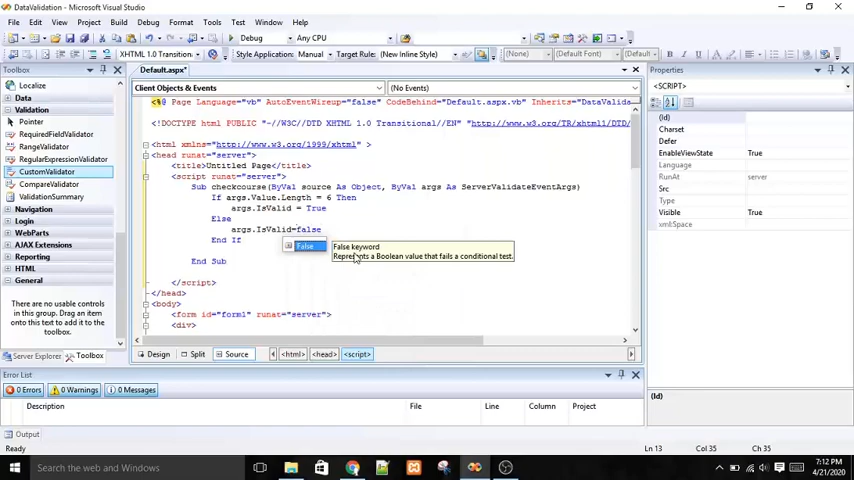 DataValidation - Microsoft Visual Studio
File Edit View Project Build Debug Format Tools Test Window Help
Debug Any CPU
XHTML 1.0 Transition Style Application: Manual Target Rule: (New Inline Style) (None) (Default Font) (Default B I U
Toolbox
Localize
Data
Validation
Pointer
RequiredFieldValidator
RangeValidator
RegularExpressionValidator
CustomValidator
CompareValidator
ValidationSummary
Navigation
Login
WebParts
AJAX Extensions
Reporting
HTML
General
There are no usable controls
in this group. Drag an item
onto this text to add it to the
toolbox.
Server Explorer Toolbox
Default.aspx*
Client Objects & Events (No Events)
<%@ Page Language="vb" AutoEventWireup="false" CodeBehind="Default.aspx.vb" Inherits="DataValida
<!DOCTYPE html PUBLIC "-//W3C//DTD XHTML 1.0 Transitional//EN" "http://www.w3.org/TR/xhtml1/DTD/
<html xmlns="http://www.w3.org/1999/xhtml" >
<head runat="server">
<title>Untitled Page</title>
<script runat="server">
Sub checkcourse(ByVal source As Object, ByVal args As ServerValidateEventArgs)
If args.Value.Length = 6 Then
args.IsValid = True
Else
args.IsValid=false
End If
False
False keyword
Represents a Boolean value that fails a conditional test.
End Sub
</script>
</head>
<body>
<form id="form1" runat="server">
<div>
Design Split Source <html> <head> <script>
Properties
<SCRIPT>
(Id)
Charset
Defer
EnableViewState True
RunAt server
Src
Type
Visible True
xml:space
(Id)
Error List
0 Errors 0 Warnings 0 Messages
Description File Line Column Project
Output
Ready Ln 13 Col 35 Ch 35
Search the web and Windows
7:12 PM
4/21/2020